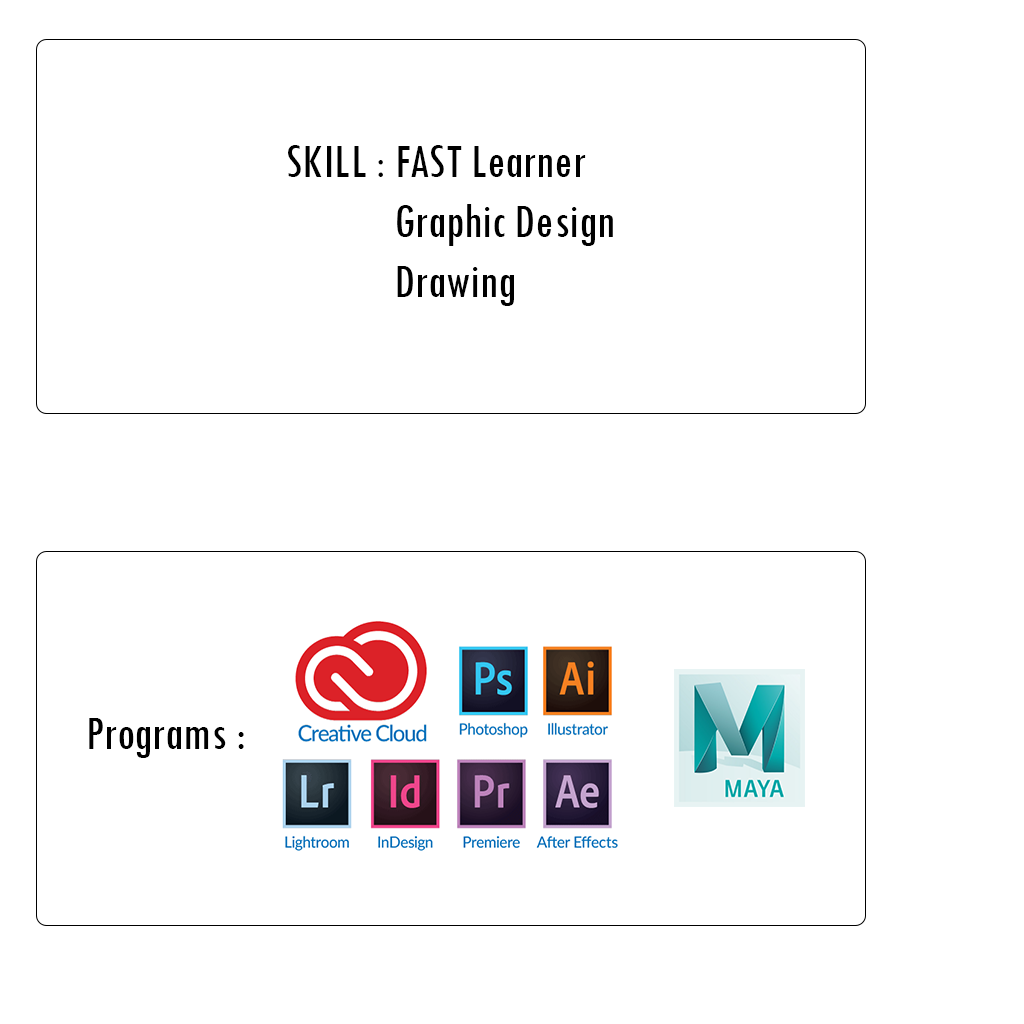 SKILL : FAST Learner
Graphic Design
Drawing
Programs :
Creative Cloud
Ps Ai
Photoshop Illustrator
MAYA
Lr Id Pr Ae
Lightroom InDesign Premiere After Effects